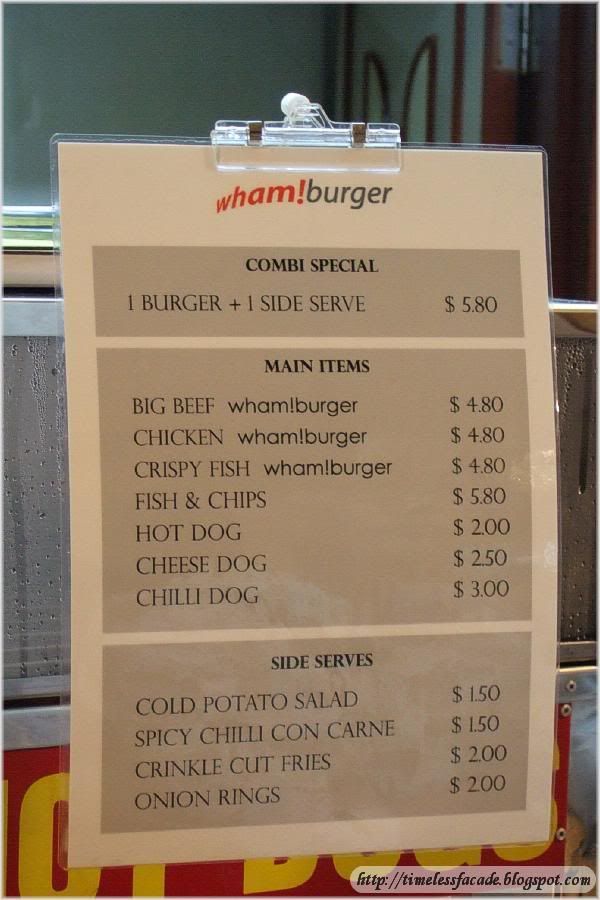 wham!burger
COMBI SPECIAL
1 BURGER + 1 SIDE SERVE $ 5.80
MAIN ITEMS
BIG BEEF wham!burger $ 4.80
CHICKEN wham!burger $ 4.80
CRISPY FISH wham!burger $ 4.80
FISH & CHIPS $ 5.80
HOT DOG $ 2.00
CHEESE DOG $ 2.50
CHILLI DOG $ 3.00
SIDE SERVES
COLD POTATO SALAD $ 1.50
SPICY CHILLI CON CARNE $ 1.50
CRINKLE CUT FRIES $ 2.00
ONION RINGS $ 2.00
HOT DOGS
http://timelessfacade.blogspot.com